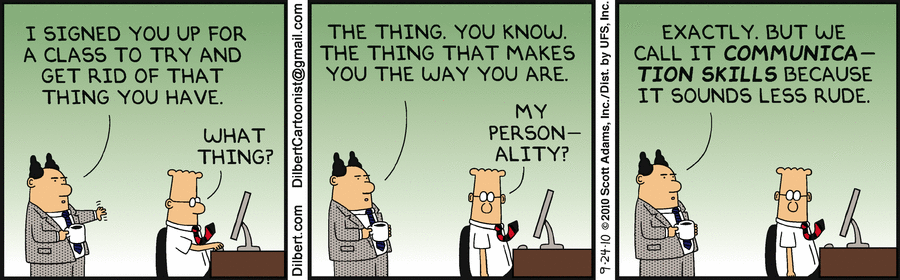 I SIGNED YOU UP FOR
A CLASS TO TRY AND
GET RID OF THAT
THING YOU HAVE.
WHAT
THING?
Dilbert.com DilbertCartoonist@gmail.com
THE THING. YOU KNOW.
THE THING THAT MAKES
YOU THE WAY YOU ARE.
MY
PERSON–
ALITY?
9-24-10 © 2010 Scott Adams, Inc./Dist. by UFS, Inc.
EXACTLY. BUT WE
CALL IT COMMUNICA–
TION SKILLS BECAUSE
IT SOUNDS LESS RUDE.